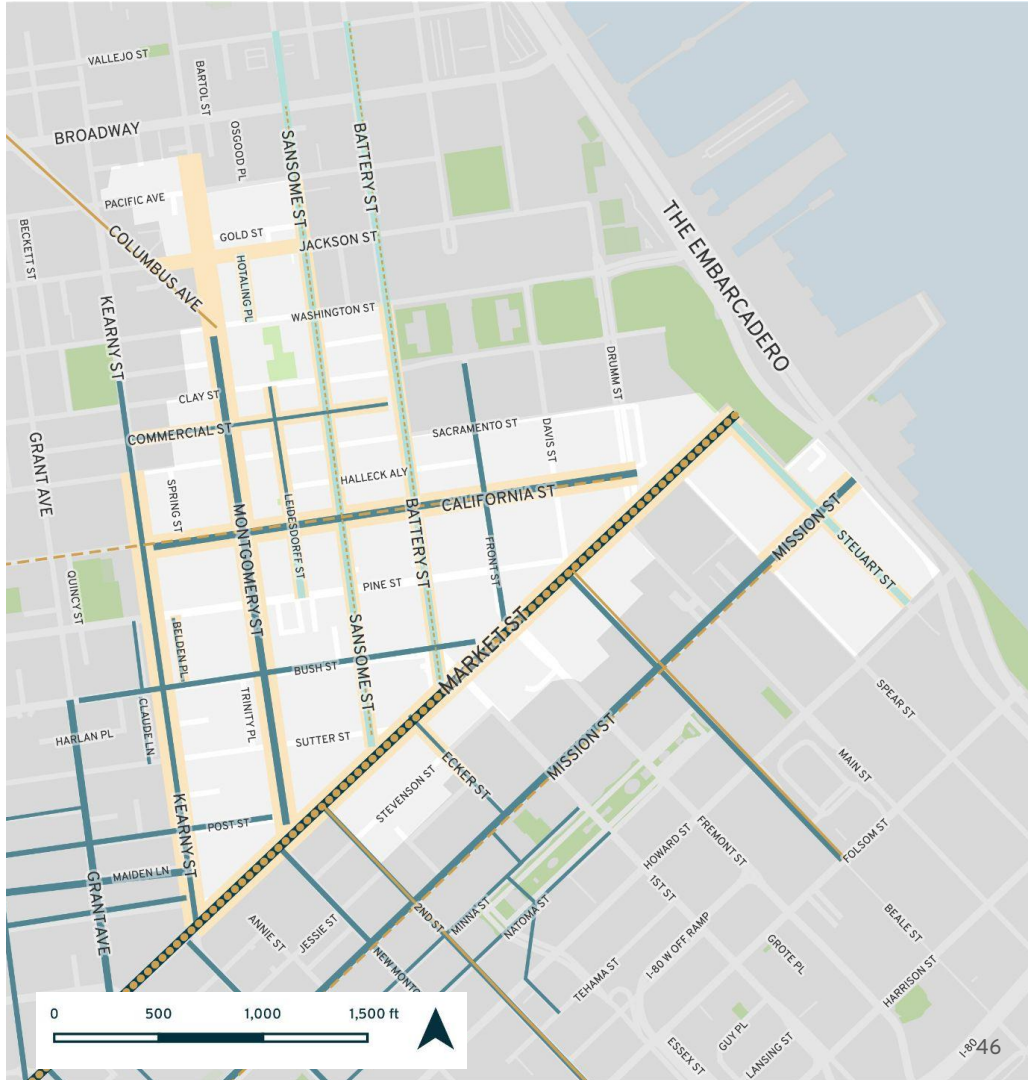 VALLEJO ST
BARTOL ST
BROADWAY
OSGOOD PL
SANSOME ST
BATTERY ST
PACIFIC AVE
BECKETT ST
COLUMBUS AVE
GOLD ST
JACKSON ST
HOTALING PL
THE EMBARCADERO
KEARNY ST
WASHINGTON ST
DRUMM ST
CLAY ST
COMMERCIAL ST
SACRAMENTO ST
DAVIS ST
GRANT AVE
SPRING ST
HALLECK ALY
LEIDESDORFF ST
CALIFORNIA ST
MONTGOMERY ST
BATTERY ST
FRONT ST
MISSION ST
STEUART ST
QUINCY ST
PINE ST
BELDEN PL
SANSOME ST
MARKET ST
BUSH ST
CLAUDE LN
TRINITY PL
HARLAN PL
SUTTER ST
SPEAR ST
MISSION ST
ECKER ST
STEVENSON ST
MAIN ST
KEARNY ST
POST ST
HOWARD ST
FREMONT ST
FOLSOM ST
MAIDEN LN
GRANT AVE
1ST ST
ANNIE ST
JESSIE ST
2ND ST
MINNA ST
NATOMA ST
BEALE ST
NEW MONTG
I-80 W OFF RAMP
GROTE PL
HARRISON ST
TEHAMA ST
ESSEX ST
GUY PL
LANSING ST
I-80
46
0 500 1,000 1,500 ft